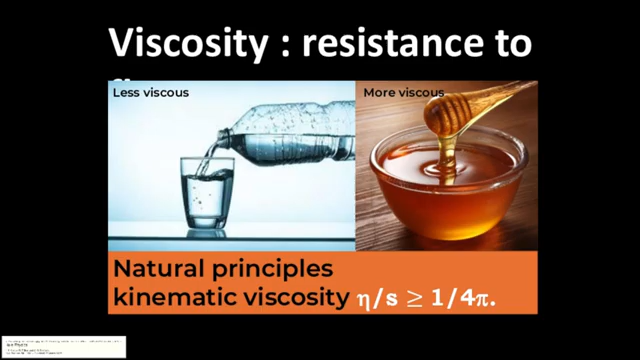 Viscosity : resistance to
Less viscous
More viscous
Natural principles
kinematic viscosity η/s ≥ 1/4π.